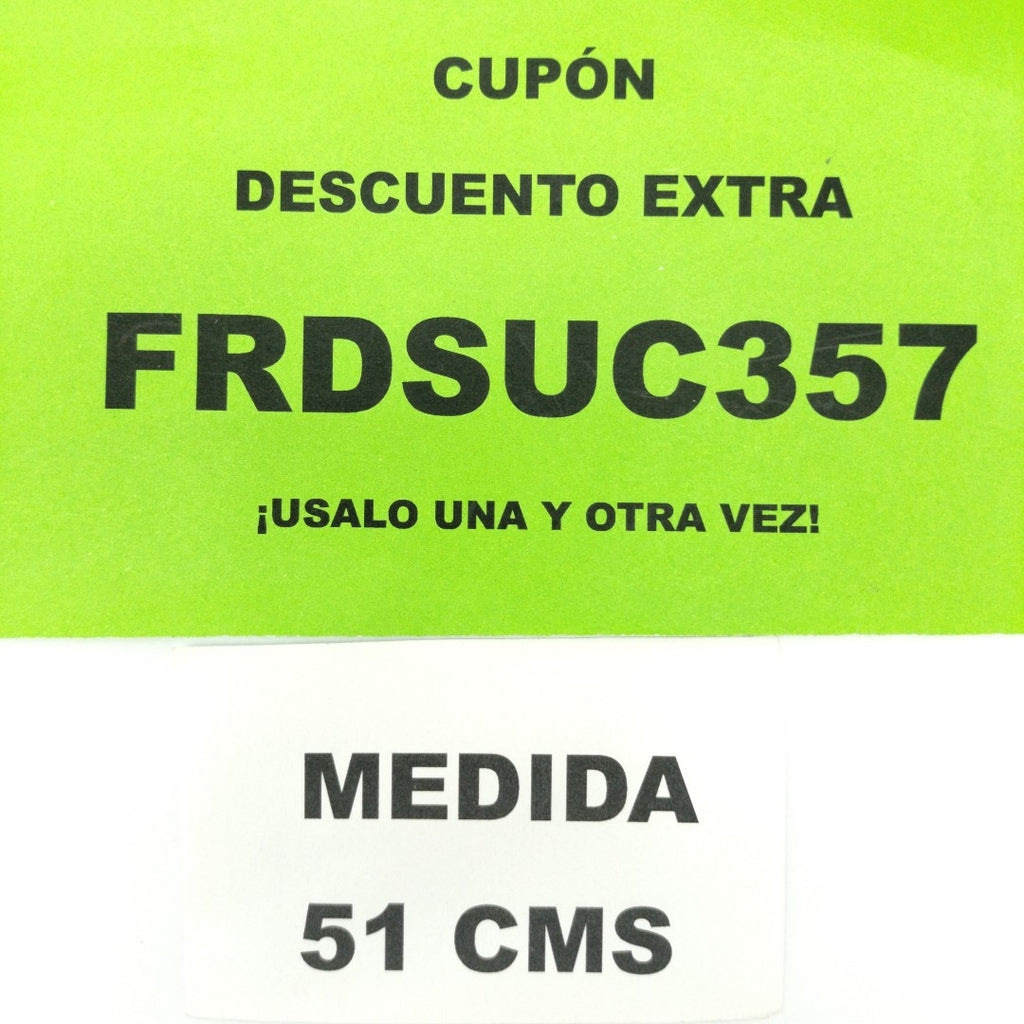 CUPÓN
DESCUENTO EXTRA
FRDSUC357
¡USALO UNA Y OTRA VEZ!
MEDIDA
51 CMS